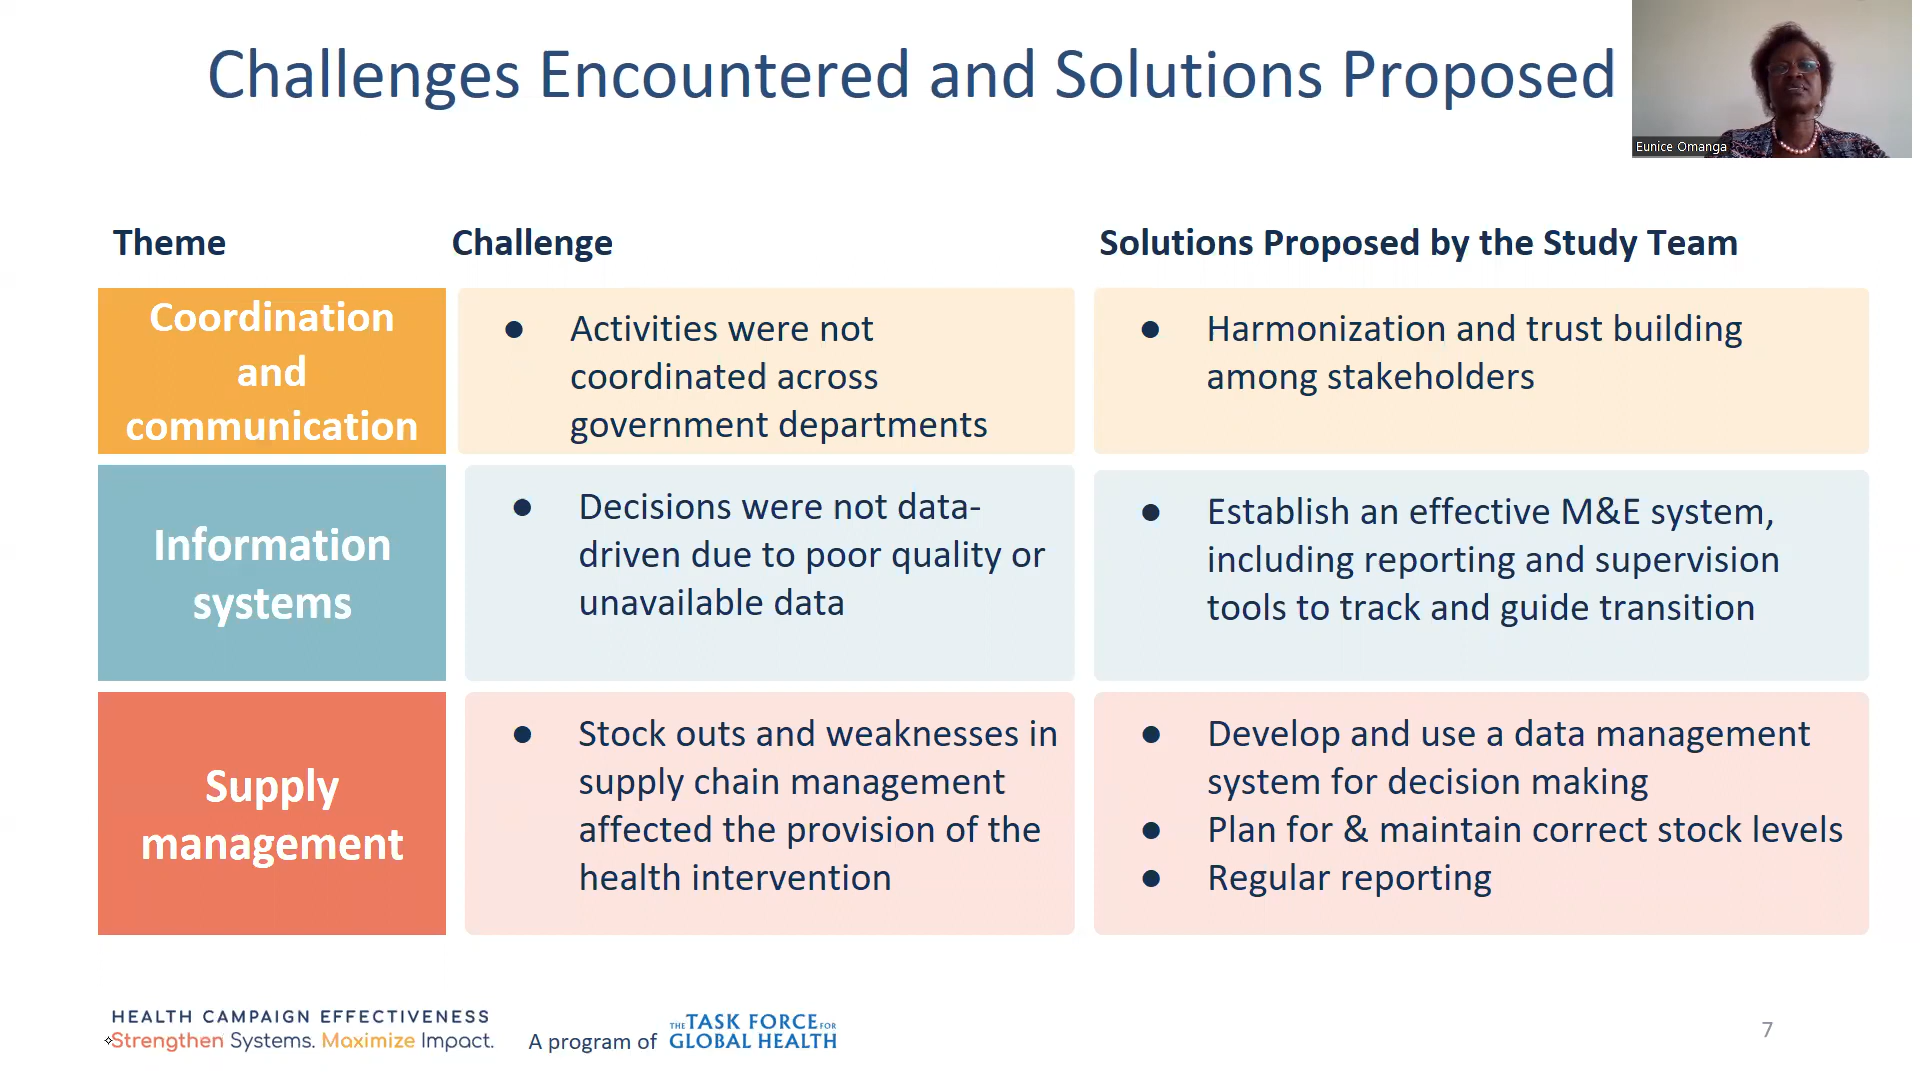 Challenges Encountered and Solutions Proposed
Eunice Omanga
Theme
Challenge
Solutions Proposed by the Study Team
Coordination
and
communication
● Activities were not
coordinated across
government departments
● Harmonization and trust building
among stakeholders
Information
systems
● Decisions were not data-
driven due to poor quality or
unavailable data
● Establish an effective M&E system,
including reporting and supervision
tools to track and guide transition
Supply
management
● Stock outs and weaknesses in
supply chain management
affected the provision of the
health intervention
● Develop and use a data management
system for decision making
● Plan for & maintain correct stock levels
● Regular reporting
HEALTH CAMPAIGN EFFECTIVENESS
Strengthen Systems. Maximize Impact.
A program of
THE TASK FORCE FOR
GLOBAL HEALTH
7